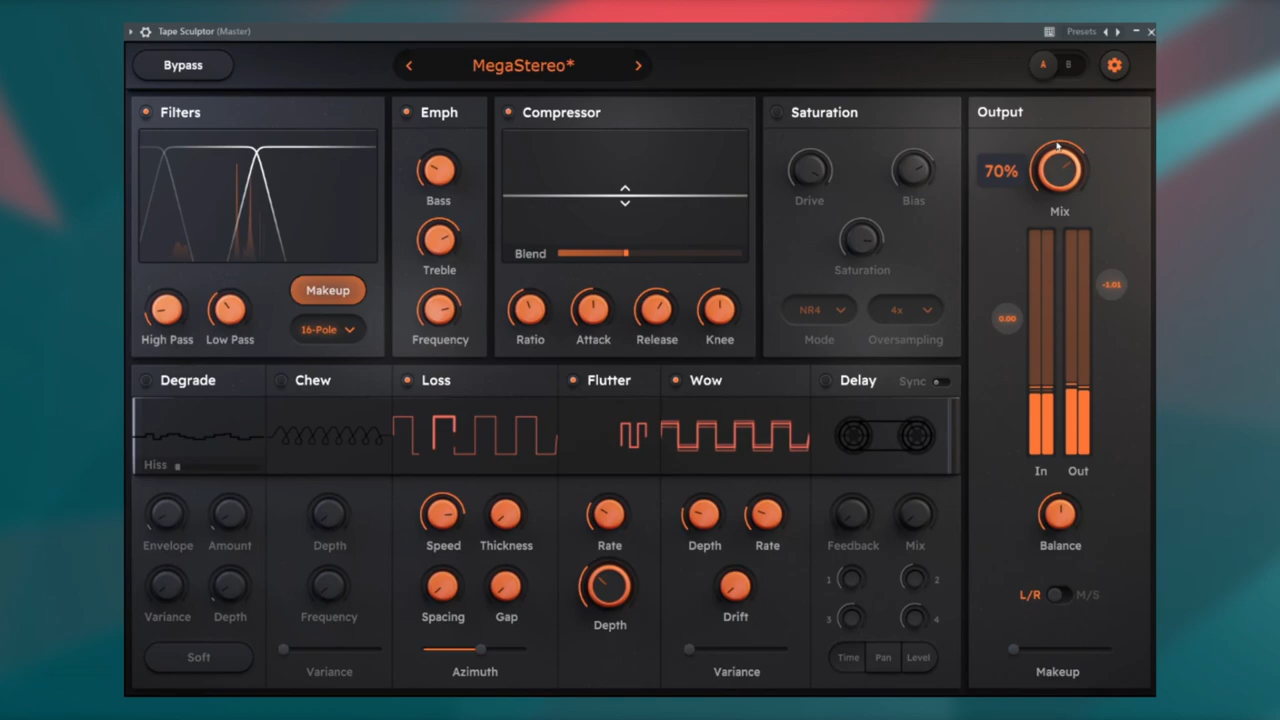 Tape Sculptor (Master)
Presets
Bypass
MegaStereo*
A
B
Filters
Makeup
16-Pole
High Pass
Low Pass
Emph
Bass
Treble
Frequency
Compressor
Blend
Ratio
Attack
Release
Knee
Saturation
Drive
Bias
Saturation
NR4
4x
Mode
Oversampling
Output
70%
Mix
0.00
-1.01
In
Out
Balance
L/R
M/S
Makeup
Degrade
Hiss
Envelope
Amount
Variance
Depth
Soft
Chew
Depth
Frequency
Variance
Loss
Speed
Thickness
Spacing
Gap
Azimuth
Flutter
Rate
Depth
Wow
Depth
Rate
Drift
Variance
Delay
Sync
Feedback
Mix
1
2
3
4
Time
Pan
Level